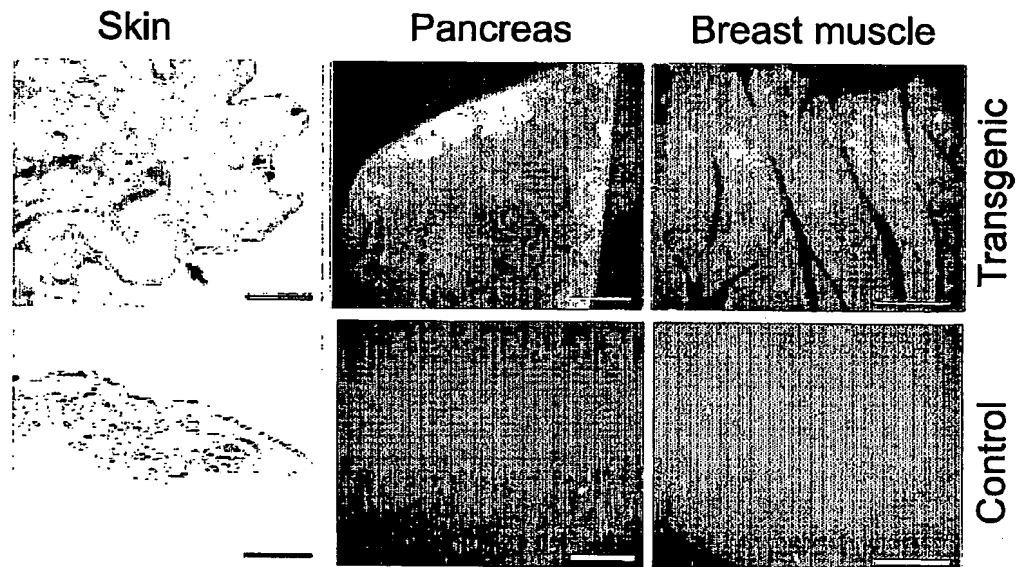 Skin
Pancreas
Breast muscle
Transgenic
Control